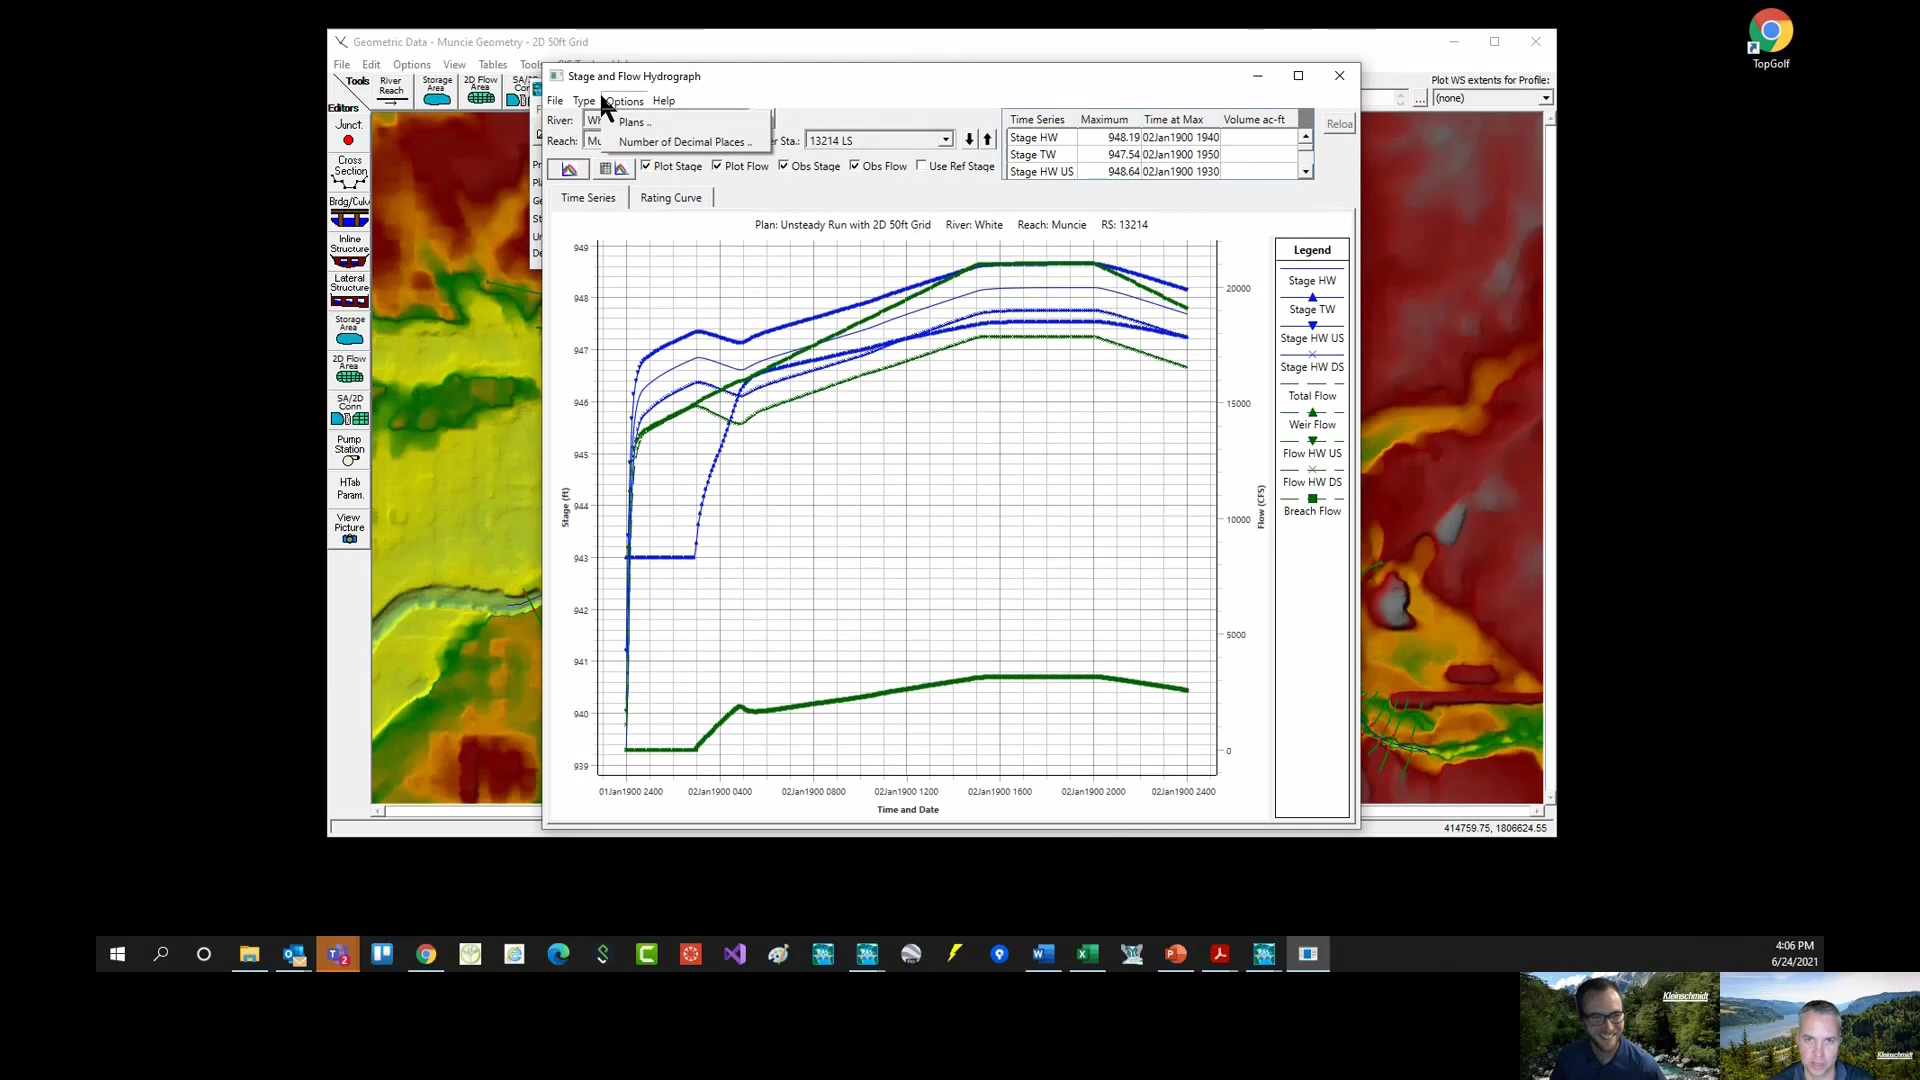 TopGolf
Geometric Data - Muncie Geometry - 2D 50ft Grid
File Edit Options View Tables Tools
Tools
Editors
River
Reach
Storage
Area
2D Flow
Area
Plot WS extents for Profile:
(none)
Junct.
Cross
Section
Brdg/Culv
Inline
Structure
Lateral
Structure
Storage
Area
2D Flow
Area
SA/2D
Conn
Pump
Station
HTab
Param.
View
Picture
Stage and Flow Hydrograph
File Type Options Help
Plans ..
Number of Decimal Places ..
River:
Reach:
13214 LS
Reloa
Plot Stage Plot Flow Obs Stage Obs Flow Use Ref Stage
Time Series Maximum Time at Max Volume ac-ft
Stage HW 948.19 02Jan1900 1940
Stage TW 947.54 02Jan1900 1950
Stage HW US 948.64 02Jan1900 1930
Time Series Rating Curve
Plan: Unsteady Run with 2D 50ft Grid River: White Reach: Muncie RS: 13214
949
948
947
946
945
944
943
942
941
940
939
Stage (ft)
20000
15000
10000
5000
0
Flow (CFS)
01Jan1900 2400 02Jan1900 0400 02Jan1900 0800 02Jan1900 1200 02Jan1900 1600 02Jan1900 2000 02Jan1900 2400
Time and Date
Legend
Stage HW
Stage TW
Stage HW US
Stage HW DS
Total Flow
Weir Flow
Flow HW US
Flow HW DS
Breach Flow
414759.75, 1806624.55
4:06 PM
6/24/2021
Kleinschmidt
Kleinschmidt